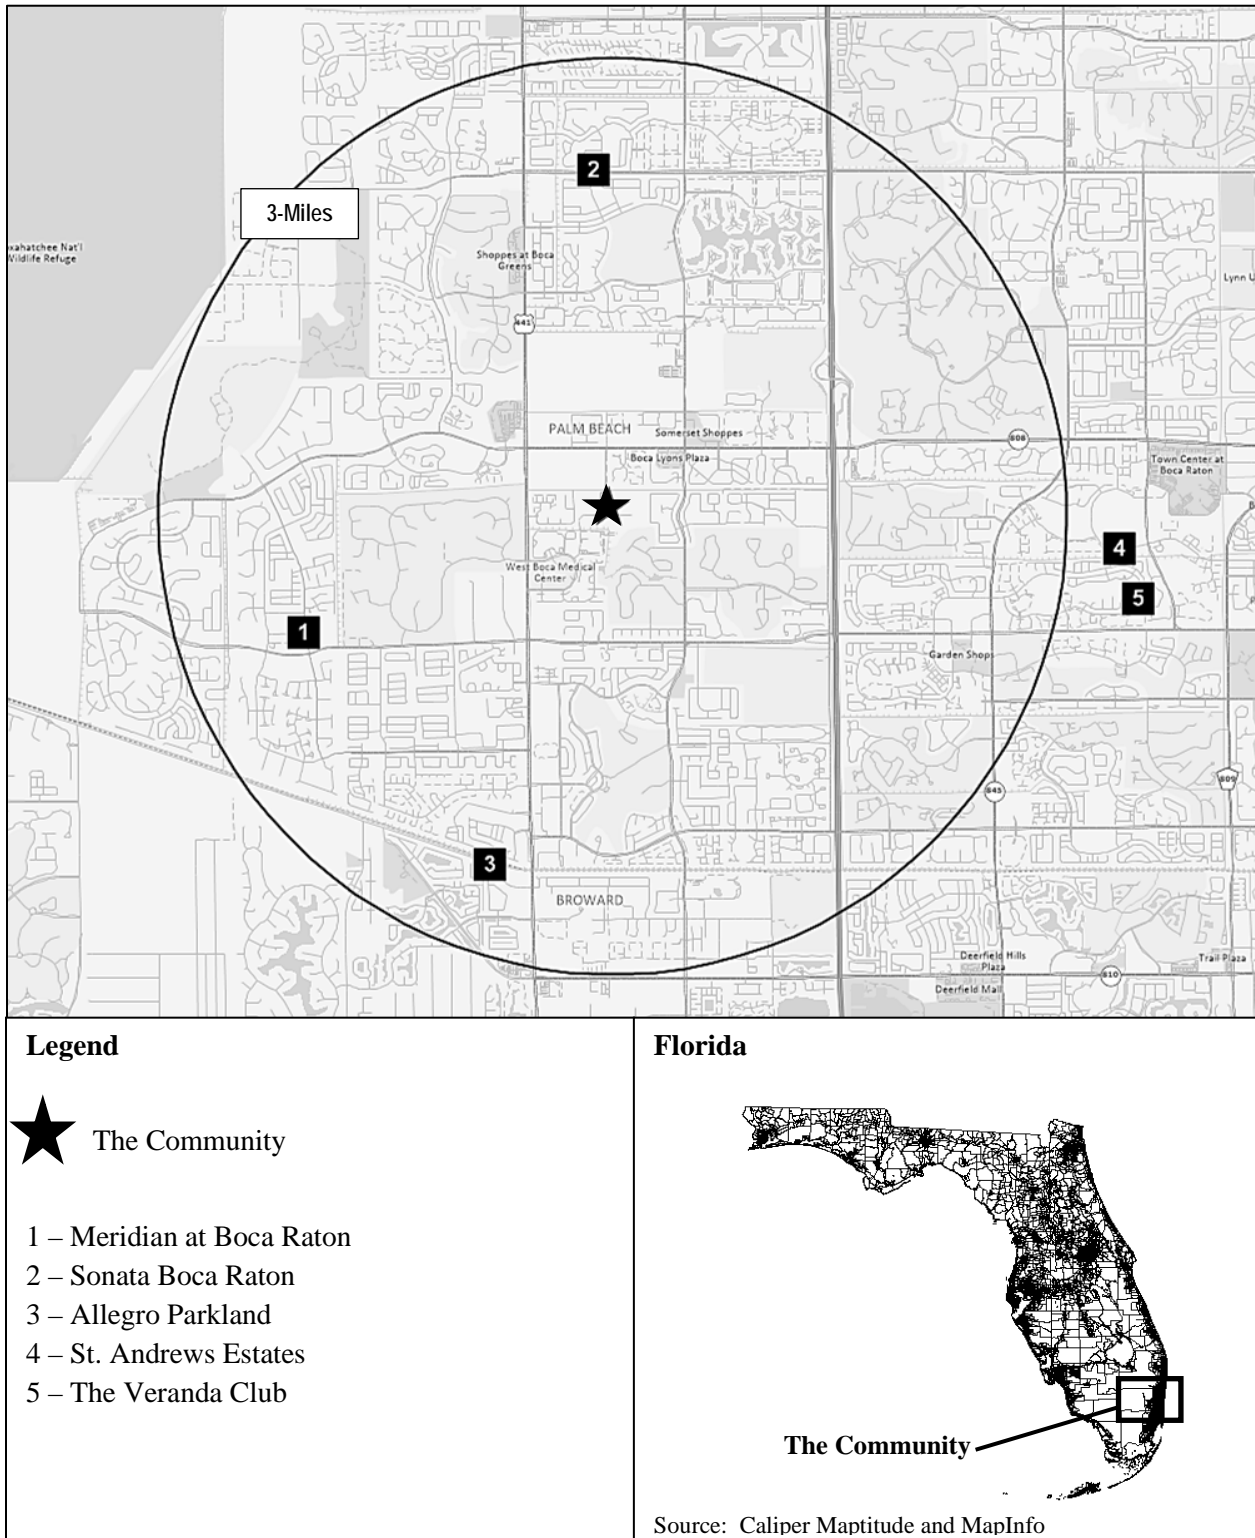 2
3-Miles
xahatchee Nat'l
Wildlife Refuge
Shoppes at Boca
Greens
Lynn U
441
PALM BEACH
Somerset Shoppes
808
Boca Lyons Plaza
Town Center at
Boca Raton
4
West Boca Medical
Center
5
1
Garden Shops
845
809
3
BROWARD
Deerfield Hills
Plaza
Trail Plaza
810
Deerfield Mall
Legend
The Community
1 – Meridian at Boca Raton
2 – Sonata Boca Raton
3 – Allegro Parkland
4 – St. Andrews Estates
5 – The Veranda Club
Florida
The Community
Source: Caliper Maptitude and MapInfo